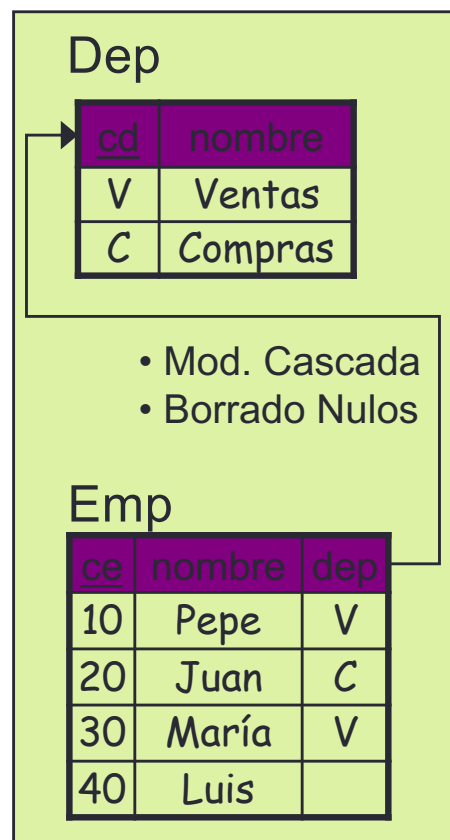 Dep
cd nombre
V Ventas
C Compras
• Mod. Cascada
• Borrado Nulos
Emp
ce nombre dep
10 Pepe V
20 Juan C
30 María V
40 Luis